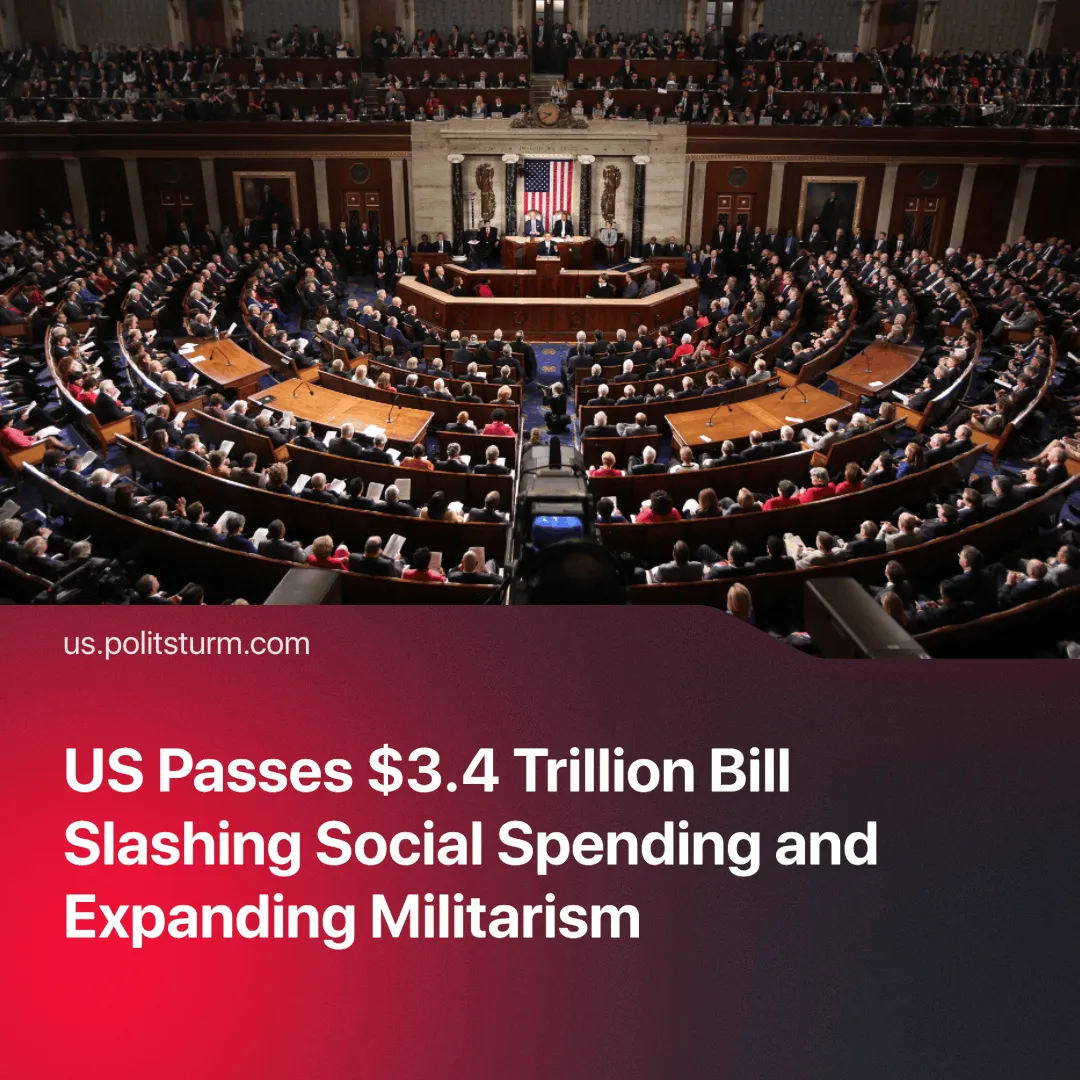 us.politsturm.com
US Passes $3.4 Trillion Bill
Slashing Social Spending and
Expanding Militarism